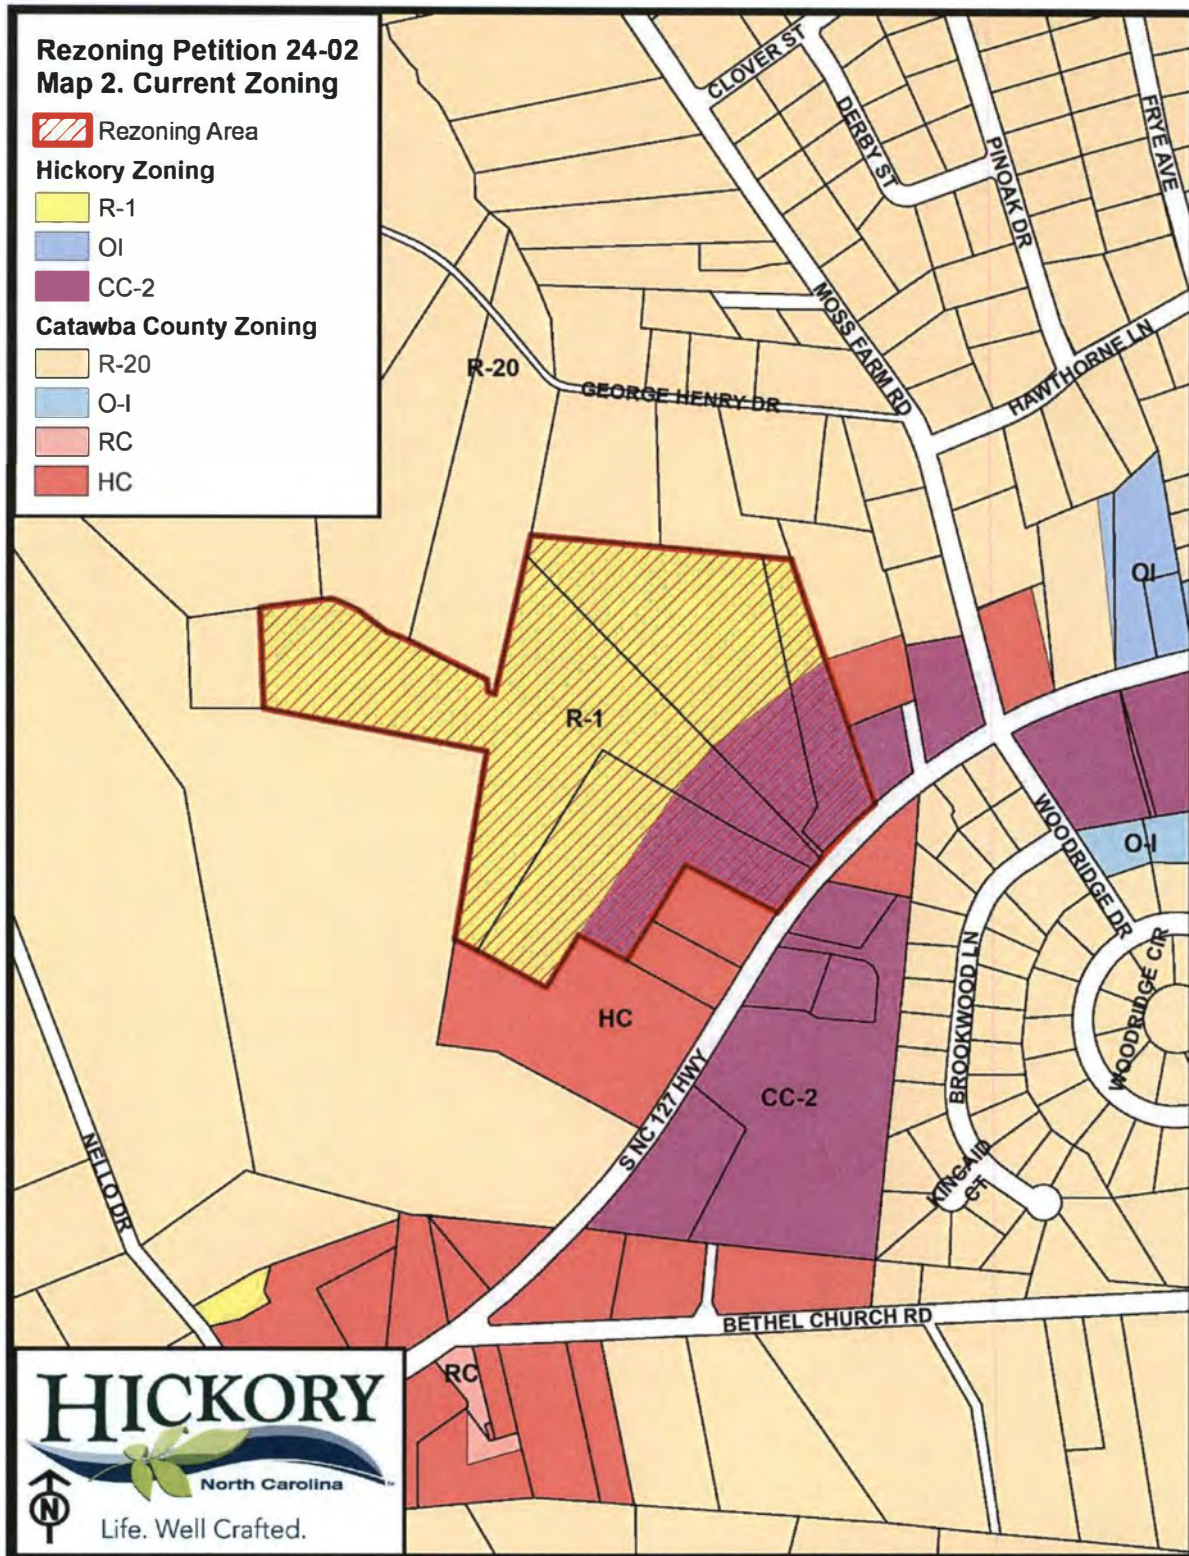 Rezoning Petition 24-02
Map 2. Current Zoning
Rezoning Area
Hickory Zoning
R-1
OI
CC-2
Catawba County Zoning
R-20
O-I
RC
HC
CLOVER ST
DERBY ST
PINOAK DR
FRYE AVE
MOSS FARM RD
HAWTHORNE LN
R-20
GEORGE HENRY DR
OI
R-1
WOODRIDGE DR
O-I
BROOKWOOD LN
WOODRIDGE CIR
HC
S NC 127 HWY
CC-2
KINCAID CT
NELLO DR
BETHEL CHURCH RD
RC
HICKORY
North Carolina
N
Life. Well Crafted.